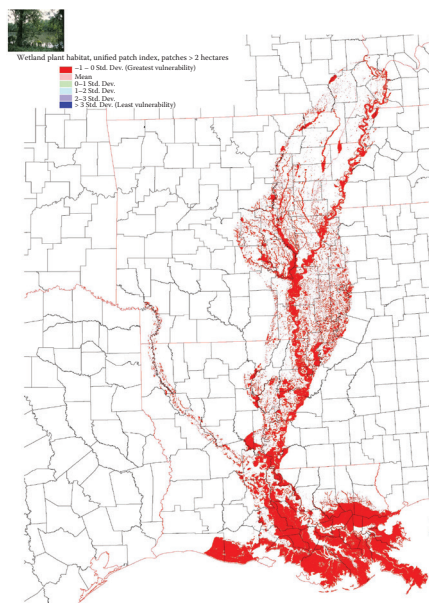 Wetland plant habitat, unified patch index, patches > 2 hectares
–1 – 0 Std. Dev. (Greatest vulnerability)
Mean
0–1 Std. Dev.
1–2 Std. Dev.
2–3 Std. Dev.
> 3 Std. Dev. (Least vulnerability)